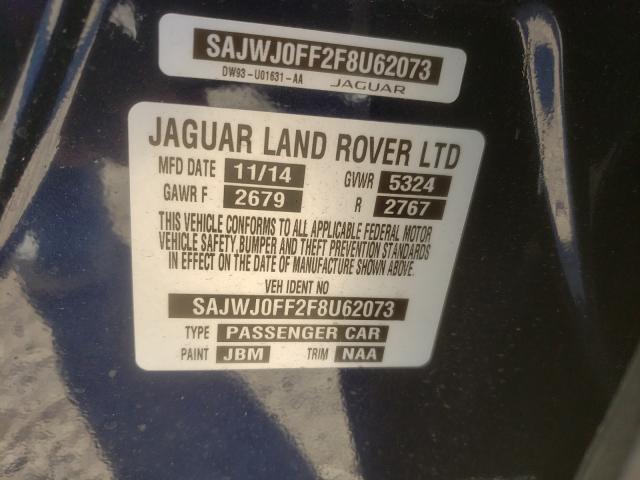 SAJWJ0FF2F8U62073
DW93-U01631-AA JAGUAR
JAGUAR LAND ROVER LTD
MFD DATE 11/14 GVWR 5324
GAWR F 2679 R 2767
THIS VEHICLE CONFORMS TO ALL APPLICABLE FEDERAL MOTOR
VEHICLE SAFETY,BUMPER AND THEFT PREVENTION STANDARDS
IN EFFECT ON THE DATE OF MANUFACTURE SHOWN ABOVE.
VEH IDENT NO
SAJWJ0FF2F8U62073
TYPE PASSENGER CAR
PAINT JBM TRIM NAA